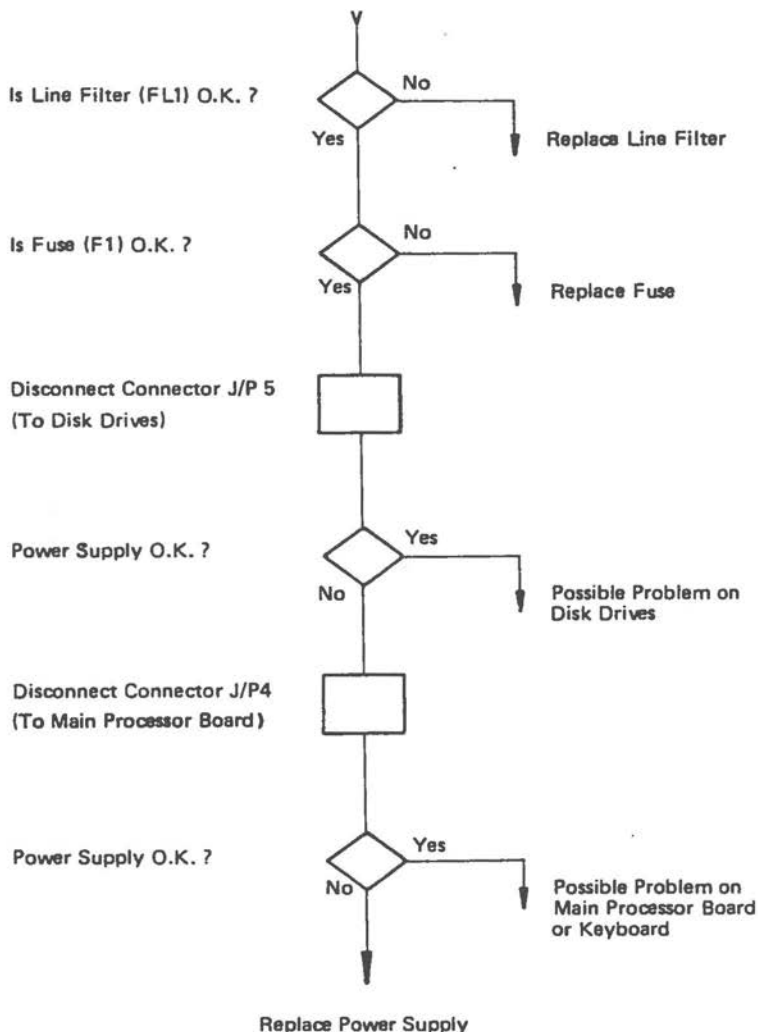 Is Line Filter (FL1) O.K. ?
No
Yes
Replace Line Filter
Is Fuse (F1) O.K. ?
No
Yes
Replace Fuse
Disconnect Connector J/P 5
(To Disk Drives)
Power Supply O.K. ?
Yes
No
Possible Problem on
Disk Drives
Disconnect Connector J/P4
(To Main Processor Board)
Power Supply O.K. ?
Yes
No
Possible Problem on
Main Processor Board
or Keyboard
Replace Power Supply